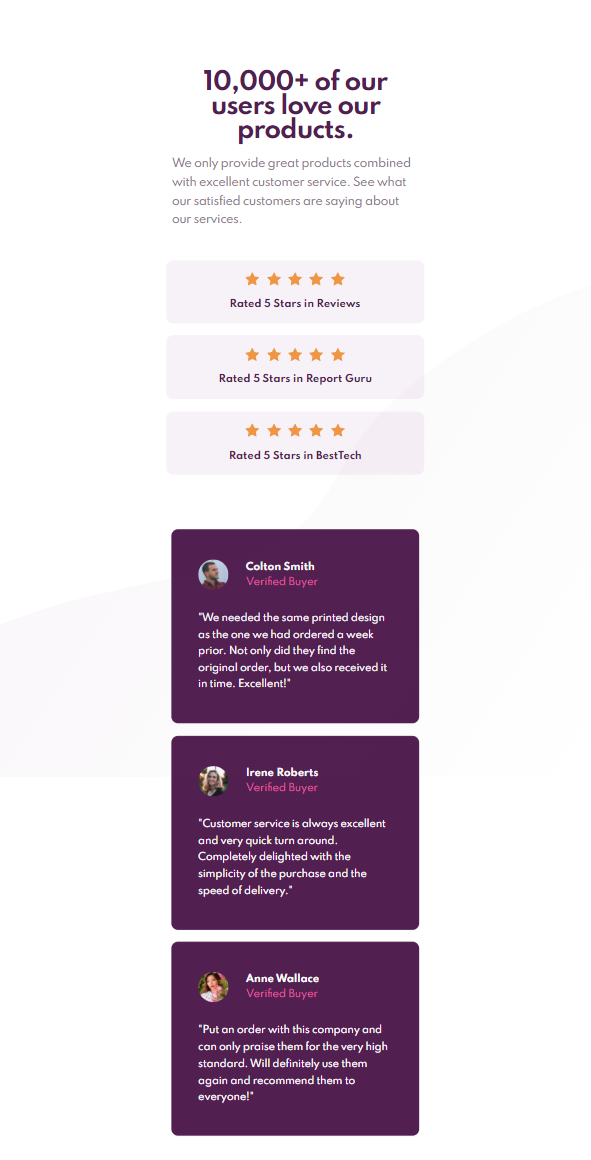 10,000+ of our
users love our
products.
We only provide great products combined
with excellent customer service. See what
our satisfied customers are saying about
our services.
Rated 5 Stars in Reviews
Rated 5 Stars in Report Guru
Rated 5 Stars in BestTech
Colton Smith
Verified Buyer
"We needed the same printed design
as the one we had ordered a week
prior. Not only did they find the
original order, but we also received it
in time. Excellent!"
Irene Roberts
Verified Buyer
"Customer service is always excellent
and very quick turn around.
Completely delighted with the
simplicity of the purchase and the
speed of delivery."
Anne Wallace
Verified Buyer
"Put an order with this company and
can only praise them for the very high
standard. Will definitely use them
again and recommend them to
everyone!"